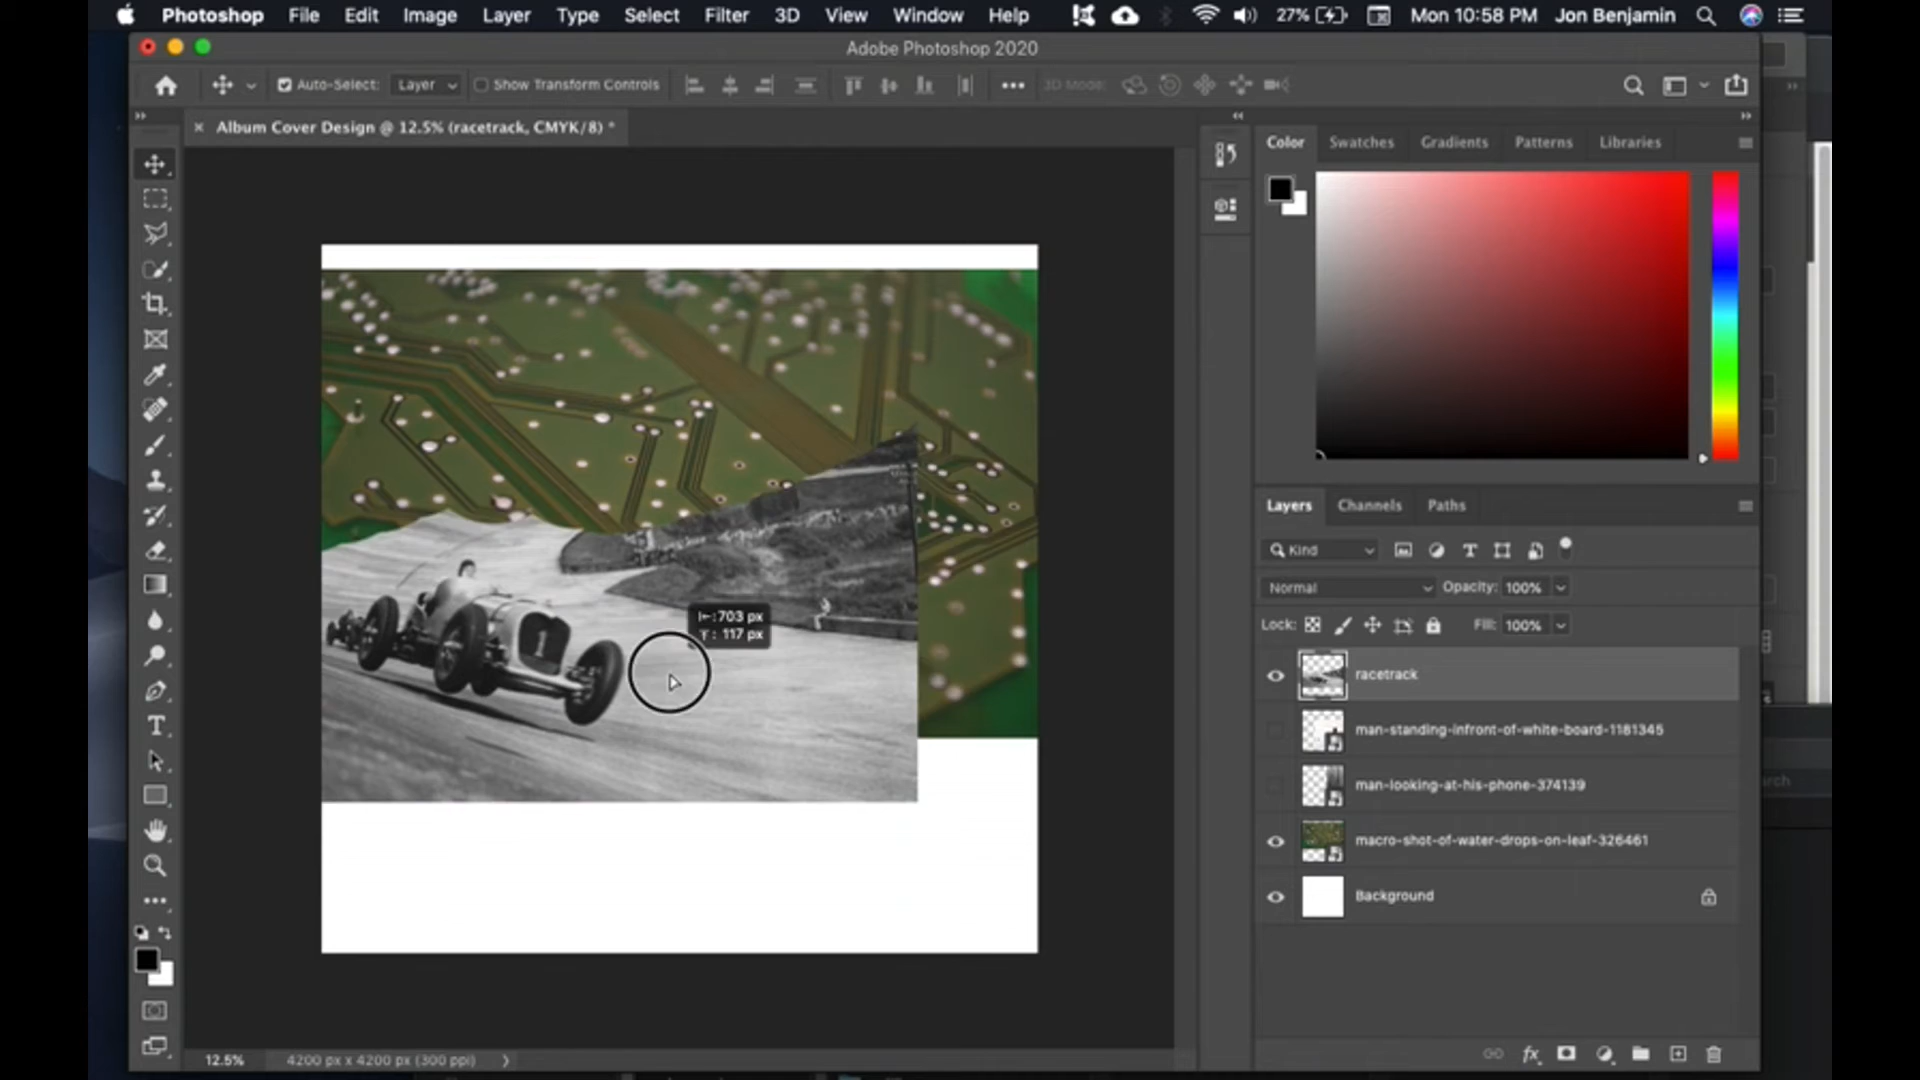 Photoshop File Edit Image Layer Type Select Filter 3D View Window Help 27% Mon 10:58 PM Jon Benjamin
Adobe Photoshop 2020
Auto-Select: Layer Show Transform Controls 3D Mode:
Album Cover Design @ 12.5% (racetrack, CMYK/8) *
Color Swatches Gradients Patterns Libraries
Layers Channels Paths
Kind
Normal Opacity: 100%
Lock: Fill: 100%
: 703 px
: 117 px
1
racetrack
man-standing-infront-of-white-board-1181345
man-looking-at-his-phone-374139
macro-shot-of-water-drops-on-leaf-326461
Background
12.5% 4200 px x 4200 px (300 ppi)